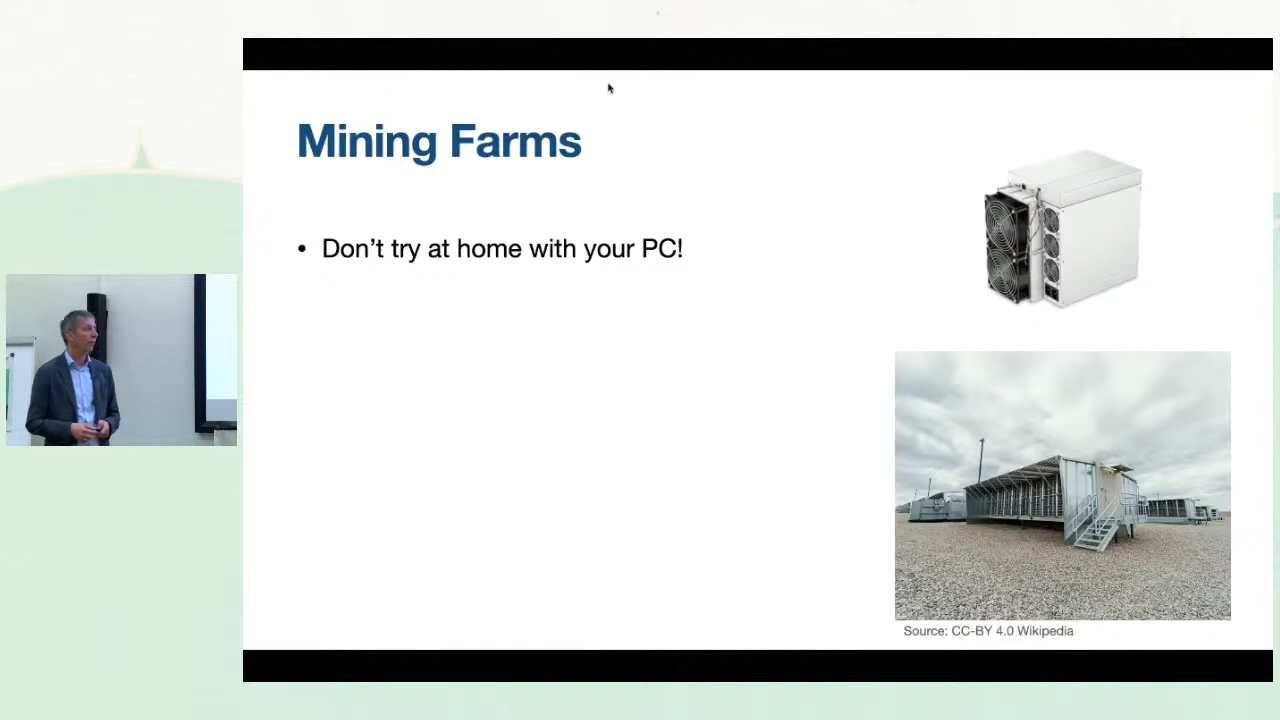 Mining Farms
• Don't try at home with your PC!
Source: CC-BY 4.0 Wikipedia